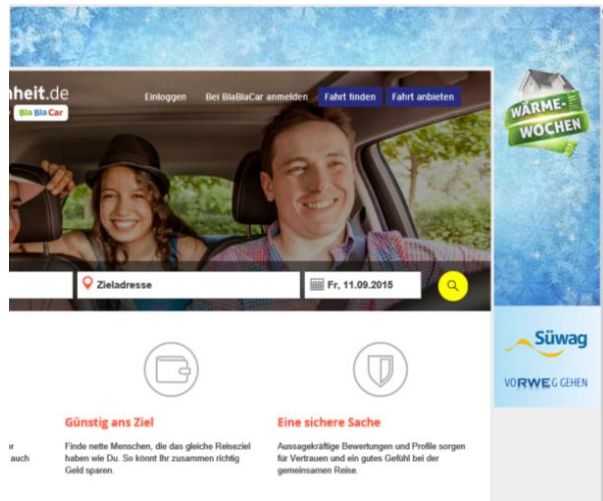 heit.de
BlaBlaCar
Einloggen
Bei BlaBlaCar anmelden
Fahrt finden
Fahrt anbieten
WÄRME-
WOCHEN
Zieladresse
Fr, 11.09.2015
Süwag
VORWEG GEHEN
Günstig ans Ziel
Eine sichere Sache
er
auch
Finde nette Menschen, die das gleiche Reiseziel
haben wie Du. So könnt Ihr zusammen richtig
Geld sparen.
Aussagekräftige Bewertungen und Profile sorgen
für Vertrauen und ein gutes Gefühl bei der
gemeinsamen Reise.